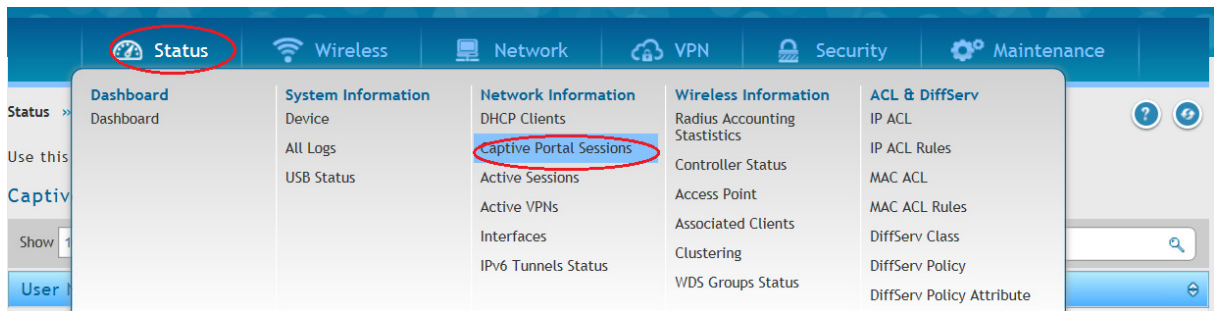 Status Wireless Network VPN Security Maintenance
Status »
Use this
Captiv
Show 1
User
Dashboard
Dashboard
System Information
Device
All Logs
USB Status
Network Information
DHCP Clients
Captive Portal Sessions
Active Sessions
Active VPNs
Interfaces
IPv6 Tunnels Status
Wireless Information
Radius Accounting
Stastistics
Controller Status
Access Point
Associated Clients
Clustering
WDS Groups Status
ACL & DiffServ
IP ACL
IP ACL Rules
MAC ACL
MAC ACL Rules
DiffServ Class
DiffServ Policy
DiffServ Policy Attribute
?